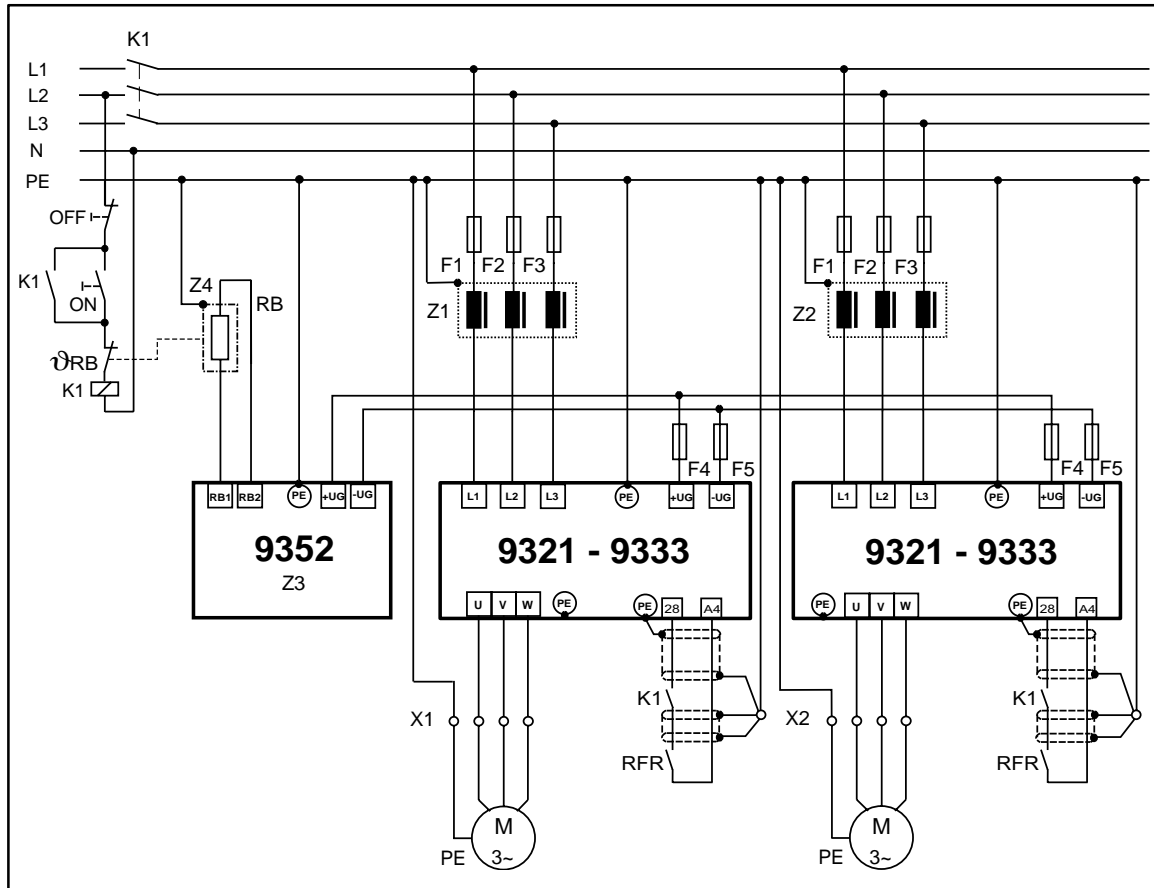 K1
L1
L2
L3
N
PE
OFF
K1
ON
ϑRB
K1
Z4
RB
F1 F2 F3
Z1
F1 F2 F3
Z2
F4 F5
F4 F5
RB1 RB2 PE +UG -UG
9352
Z3
L1 L2 L3 PE +UG -UG
9321 - 9333
U V W PE PE 28 A4
L1 L2 L3 PE +UG -UG
9321 - 9333
PE U V W PE 28 A4
X1
K1
RFR
PE
M
3~
X2
K1
RFR
PE
M
3~